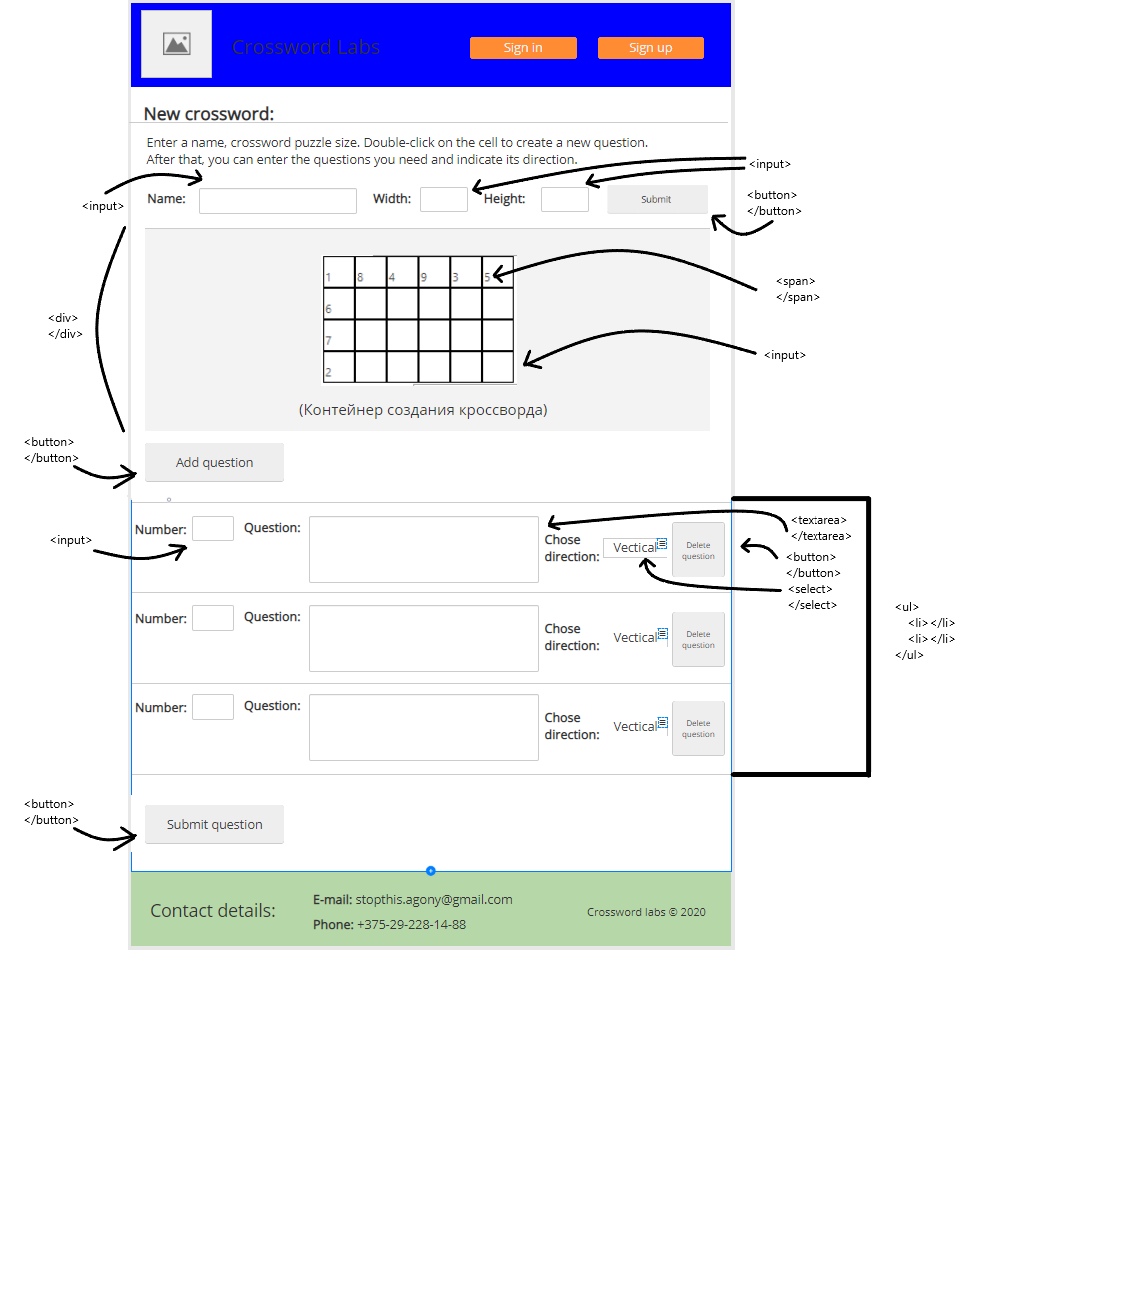 Crossword Labs
Sign in
Sign up
New crossword:
Enter a name, crossword puzzle size. Double-click on the cell to create a new question.
After that, you can enter the questions you need and indicate its direction.
<input>
<input>
Name:
Width:
Height:
Submit
<button>
</button>
1 8 4 9 3 5
6
7
2
<span>
</span>
<div>
</div>
<input>
(Контейнер создания кроссворда)
<button>
</button>
Add question
<input>
Number:
Question:
Chose
direction:
Vectical
Delete
question
<textarea>
</textarea>
<button>
</button>
<select>
</select>
Number:
Question:
Chose
direction:
Vectical
Delete
question
<ul>
<li></li>
<li></li>
</ul>
Number:
Question:
Chose
direction:
Vectical
Delete
question
<button>
</button>
Submit question
Contact details:
E-mail: stopthis.agony@gmail.com
Phone: +375-29-228-14-88
Crossword labs © 2020